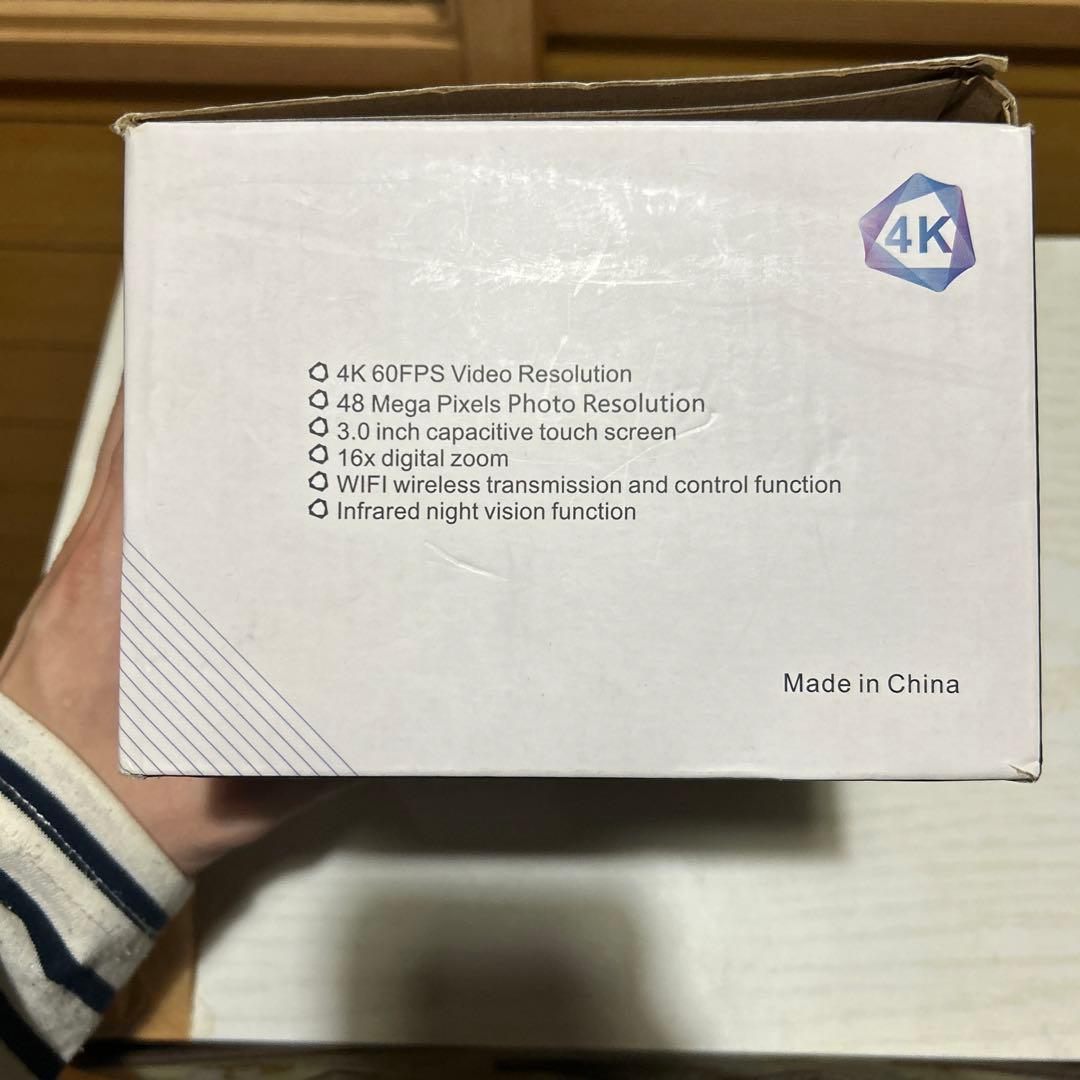 4K
4K 60FPS Video Resolution
48 Mega Pixels Photo Resolution
3.0 inch capacitive touch screen
16x digital zoom
WIFI wireless transmission and control function
Infrared night vision function
Made in China